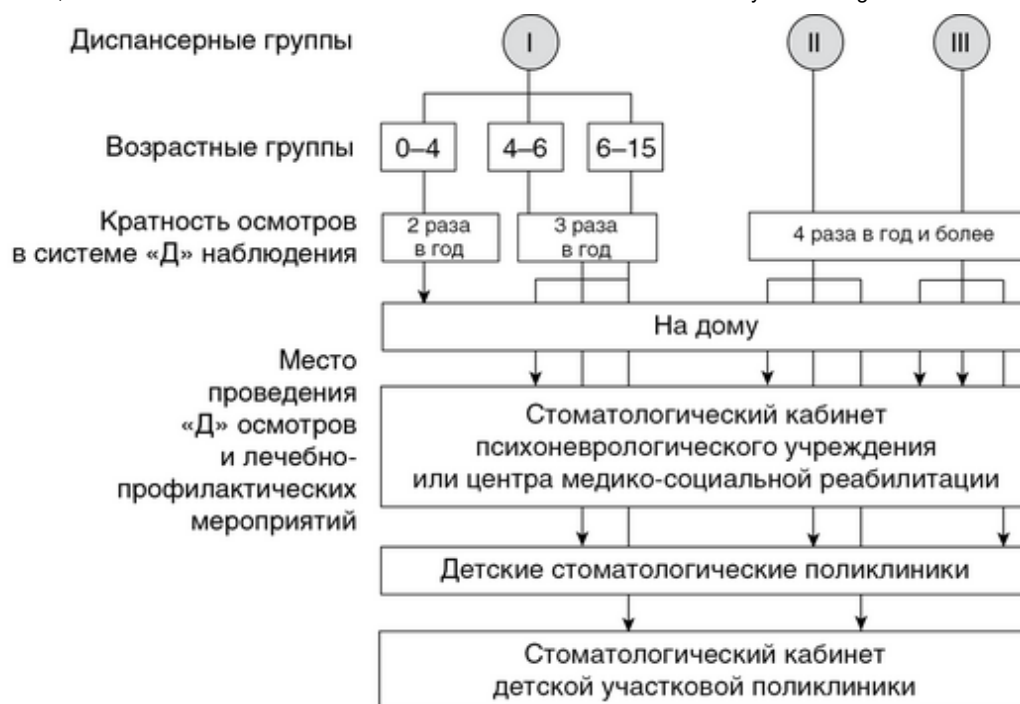 Диспансерные группы
I
II
III
Возрастные группы
0–4
4–6
6–15
Кратность осмотров
в системе «Д» наблюдения
2 раза
в год
3 раза
в год
4 раза в год и более
На дому
Место
проведения
«Д» осмотров
и лечебно-
профилактических
мероприятий
Стоматологический кабинет
психоневрологического учреждения
или центра медико-социальной реабилитации
Детские стоматологические поликлиники
Стоматологический кабинет
детской участковой поликлиники